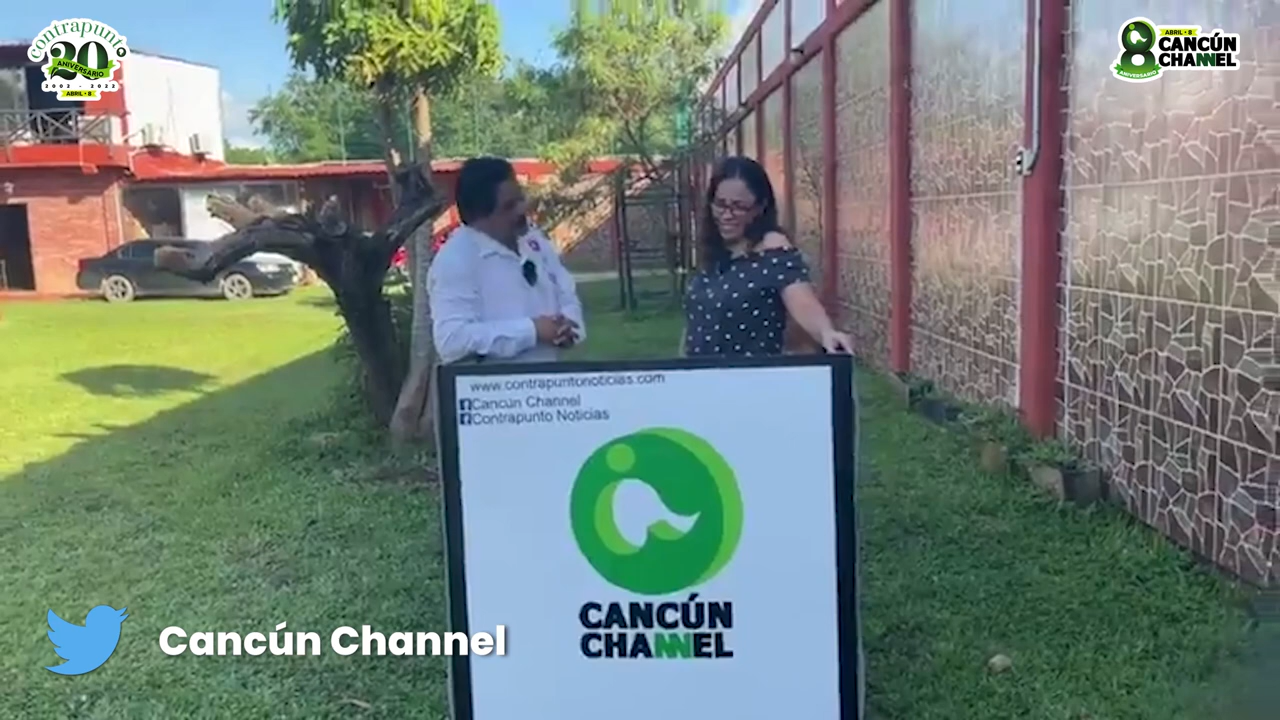 contrapunto
20
ANIVERSARIO
2002 - 2022
ABRIL - 8
ABRIL - 8
8
ANIVERSARIO
CANCÚN
CHANNEL
www.contrapuntonoticias.com
Cancún Channel
Contrapunto Noticias
CANCÚN
CHANNEL
Cancún Channel